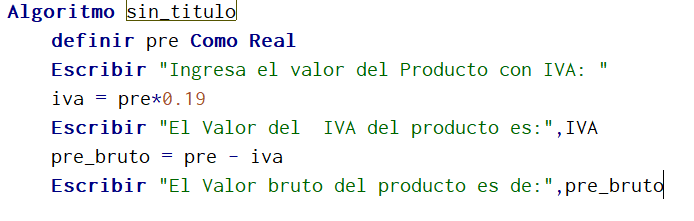 Algoritmo sin_titulo
definir pre Como Real
Escribir "Ingresa el valor del Producto con IVA: "
iva = pre*0.19
Escribir "El Valor del  IVA del producto es:",IVA
pre_bruto = pre - iva
Escribir "El Valor bruto del producto es de:",pre_bruto